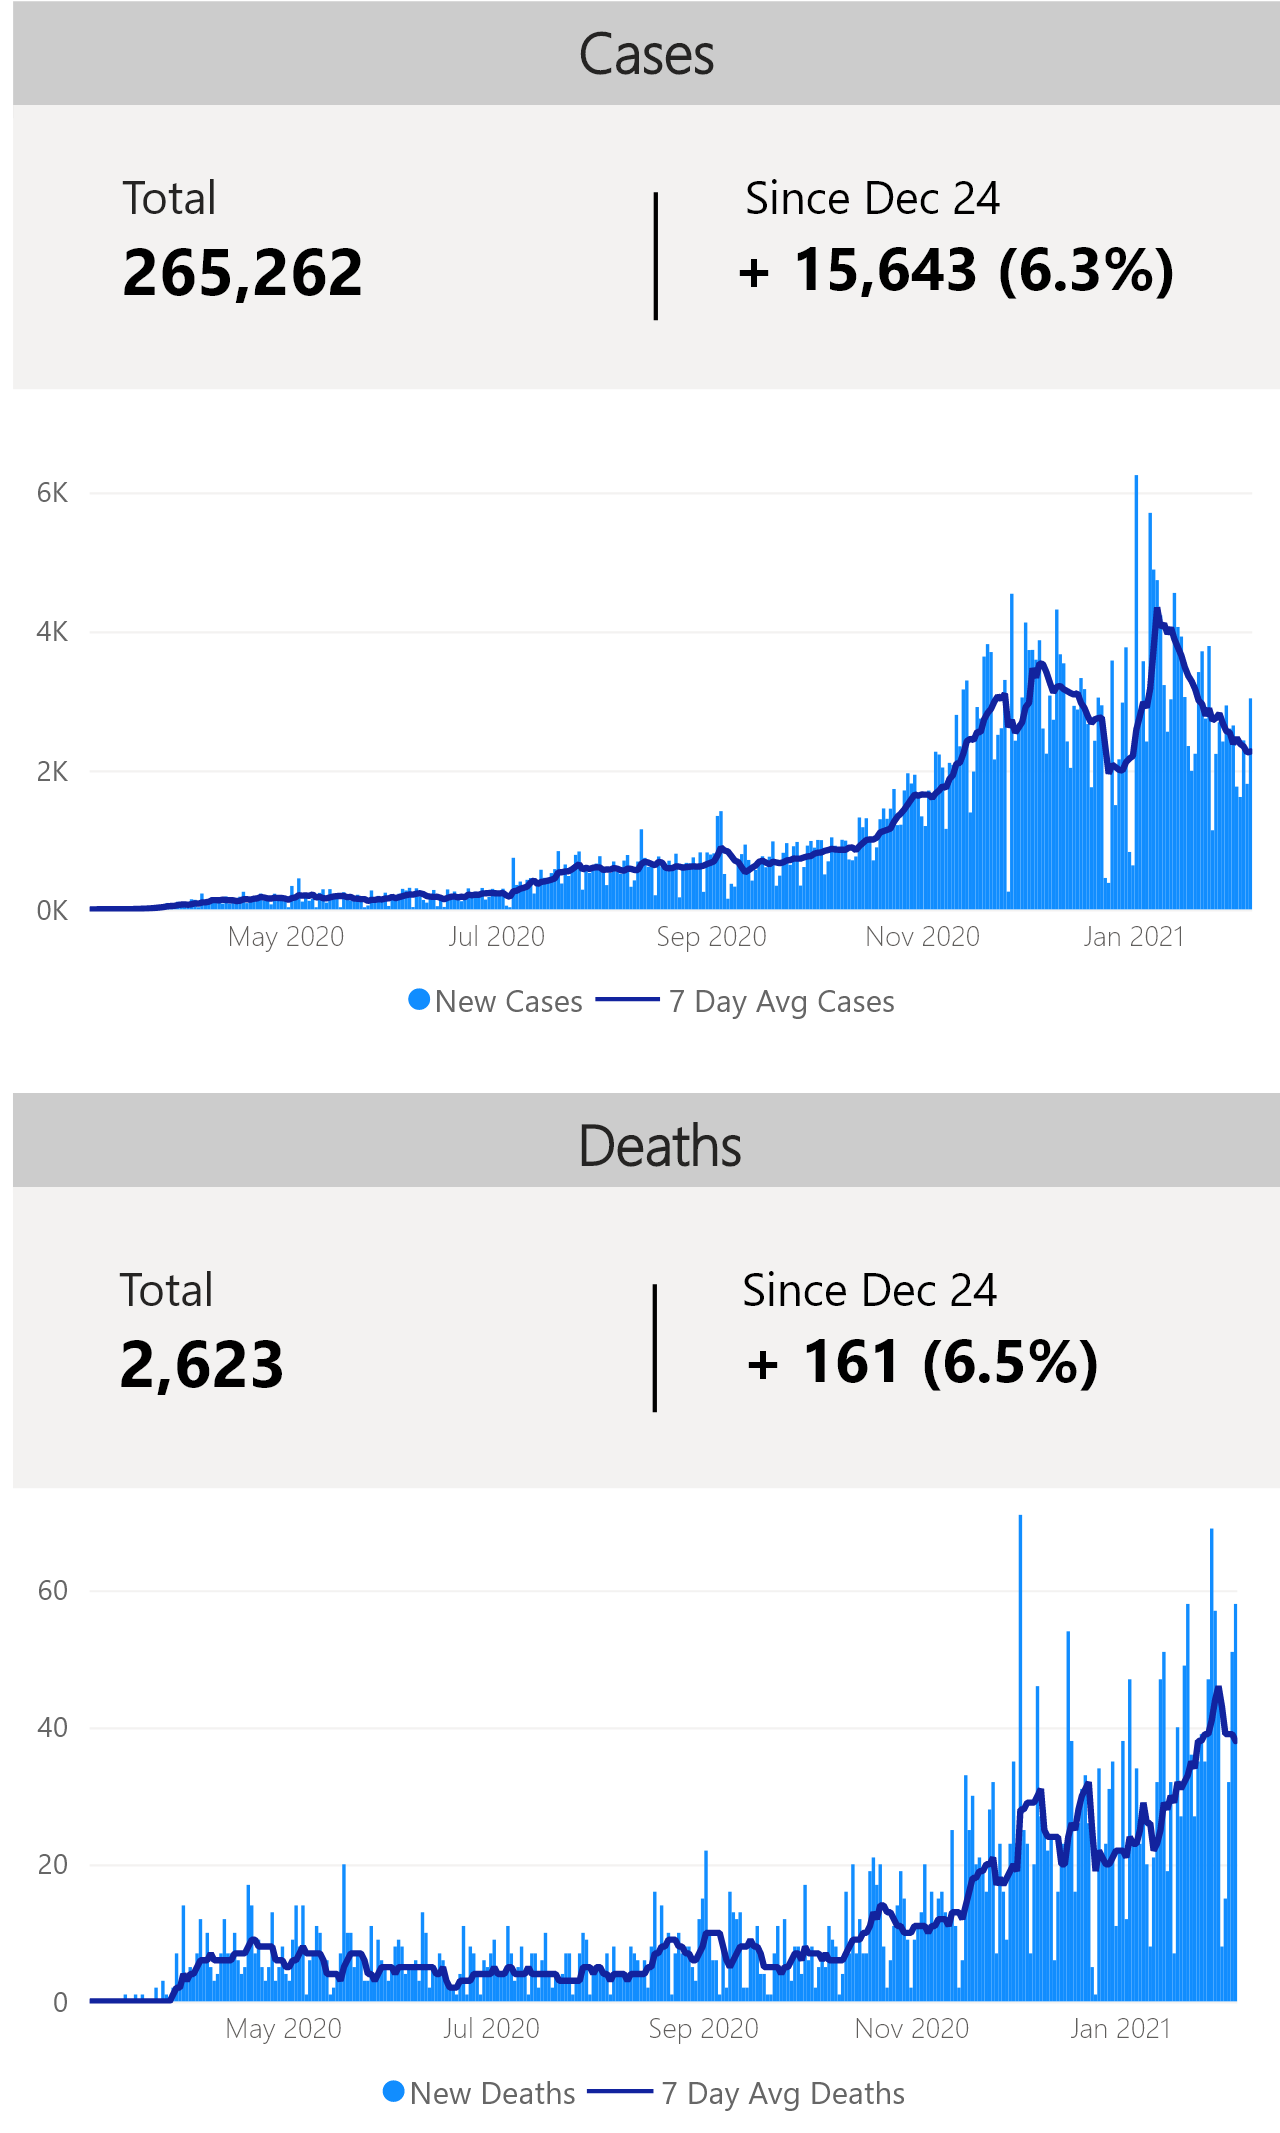 Cases
Total
265,262
Since Dec 24
+ 15,643 (6.3%)
6K
4K
2K
0K
May 2020 Jul 2020 Sep 2020 Nov 2020 Jan 2021
New Cases 7 Day Avg Cases
Deaths
Total
2,623
Since Dec 24
+ 161 (6.5%)
60
40
20
0
May 2020 Jul 2020 Sep 2020 Nov 2020 Jan 2021
New Deaths 7 Day Avg Deaths